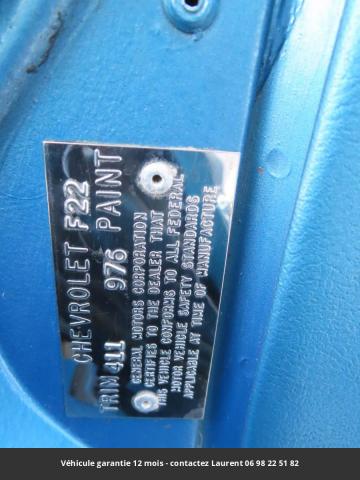 CHEVROLET F22
TRIM 411 976 PAINT
GENERAL MOTORS CORPORATION
CERTIFIES TO THE DEALER THAT
THIS VEHICLE CONFORMS TO ALL FEDERAL
MOTOR VEHICLE SAFETY STANDARDS
APPLICABLE AT TIME OF MANUFACTURE
Véhicule garantie 12 mois - contactez Laurent 06 98 22 51 82